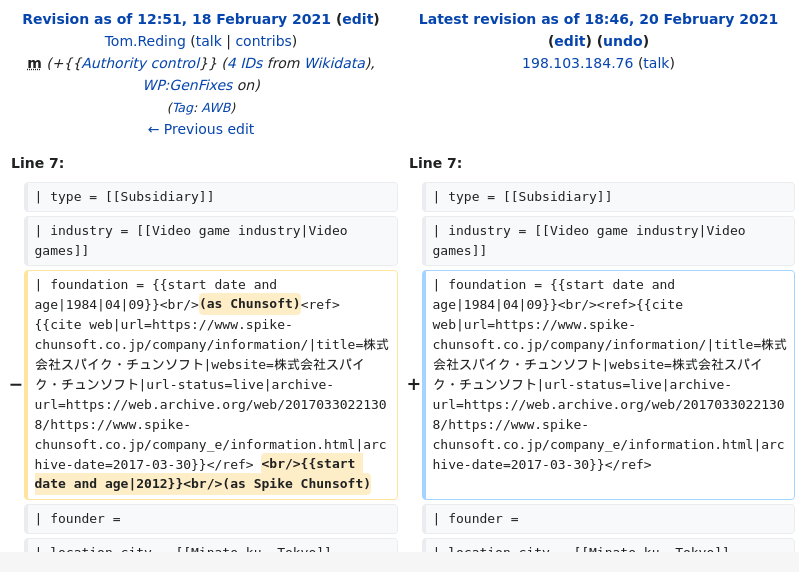 Revision as of 12:51, 18 February 2021 (edit)
Tom.Reding (talk | contribs)
m (+{{Authority control}} (4 IDs from Wikidata),
WP:GenFixes on)
(Tag: AWB)
← Previous edit
Latest revision as of 18:46, 20 February 2021
(edit) (undo)
198.103.184.76 (talk)
Line 7:
Line 7:
| type = [[Subsidiary]]
| type = [[Subsidiary]]
| industry = [[Video game industry|Video
games]]
| industry = [[Video game industry|Video
games]]
−
| foundation = {{start date and
age|1984|04|09}}<br/>(as Chunsoft)<ref>
{{cite web|url=https://www.spike-
chunsoft.co.jp/company/information/|title=株式
会社スパイク・チュンソフト|website=株式会社スパイ
ク・チュンソフト|url-status=live|archive-
url=https://web.archive.org/web/2017033022130
8/https://www.spike-
chunsoft.co.jp/company_e/information.html|arc
hive-date=2017-03-30}}</ref> <br/>{{start
date and age|2012}}<br/>(as Spike Chunsoft)
+
| foundation = {{start date and
age|1984|04|09}}<br/><ref>{{cite
web|url=https://www.spike-
chunsoft.co.jp/company/information/|title=株式
会社スパイク・チュンソフト|website=株式会社スパイ
ク・チュンソフト|url-status=live|archive-
url=https://web.archive.org/web/2017033022130
8/https://www.spike-
chunsoft.co.jp/company_e/information.html|arc
hive-date=2017-03-30}}</ref>
| founder =
| founder =
| location_city = [[Minato-ku, Tokyo]]
| location_city = [[Minato-ku, Tokyo]]